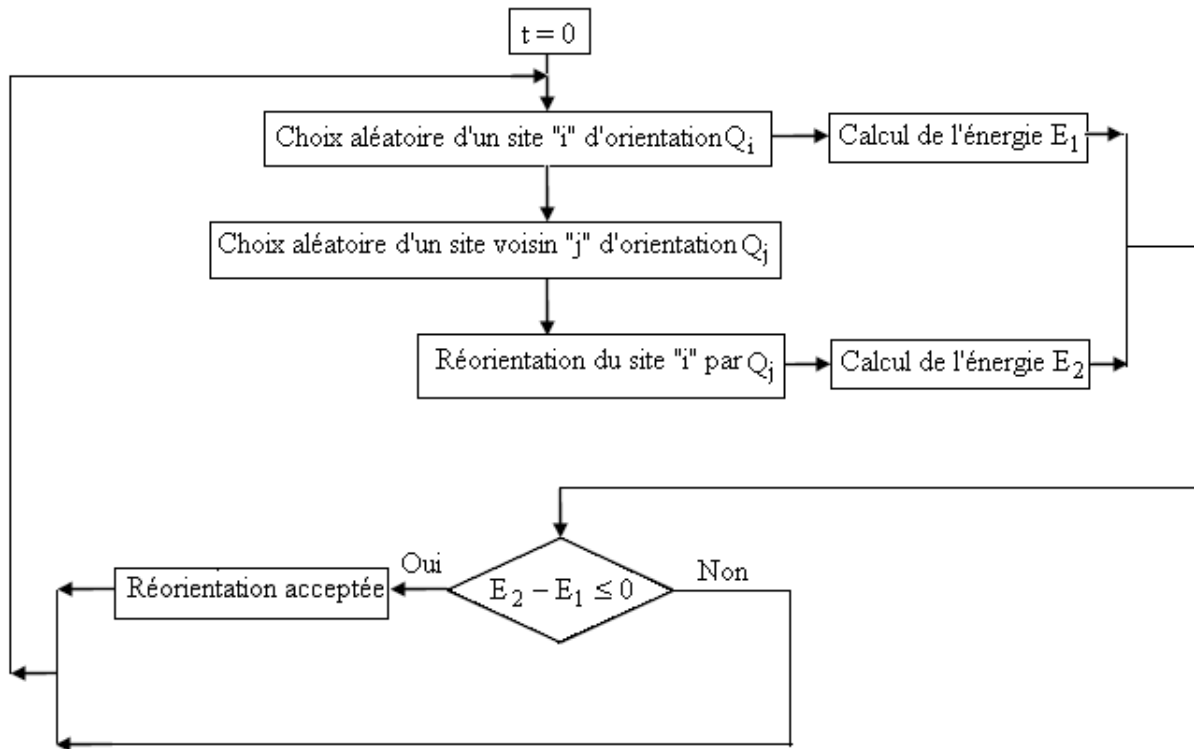 t = 0
Choix aléatoire d'un site "i" d'orientation Q_i
Calcul de l'énergie E_1
Choix aléatoire d'un site voisin "j" d'orientation Q_j
Réorientation du site "i" par Q_j
Calcul de l'énergie E_2
Oui
Non
Réorientation acceptée
E_2 − E_1 ≤ 0